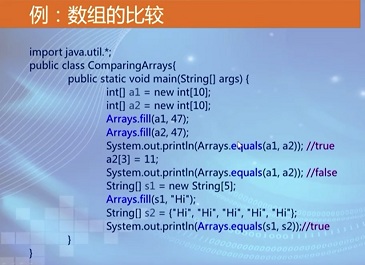 例：数组的比较
import java.util.*;
public class ComparingArrays{
public static void main(String[] args) {
int[] a1 = new int[10];
int[] a2 = new int[10];
Arrays.fill(a1, 47);
Arrays.fill(a2, 47);
System.out.println(Arrays.equals(a1, a2)); //true
a2[3] = 11;
System.out.println(Arrays.equals(a1, a2)); //false
String[] s1 = new String[5];
Arrays.fill(s1, "Hi");
String[] s2 = {"Hi", "Hi", "Hi", "Hi", "Hi"};
System.out.println(Arrays.equals(s1, s2));//true
}
}